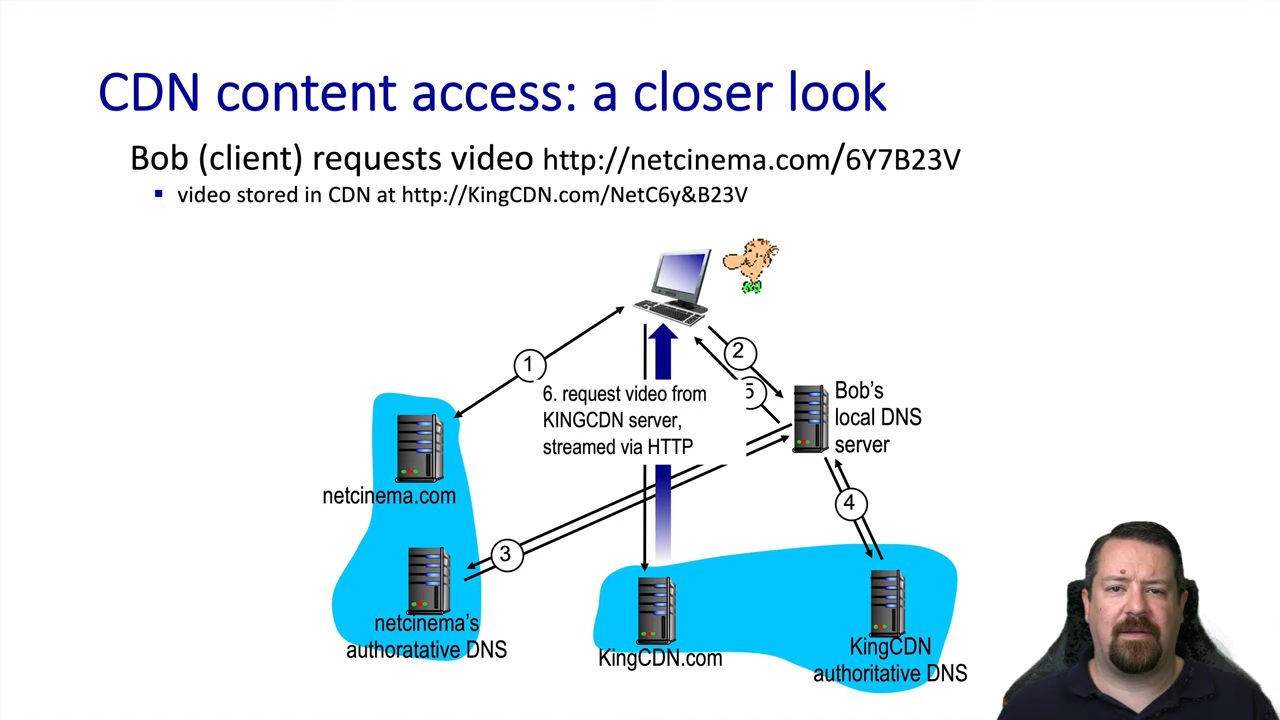 CDN content access: a closer look
Bob (client) requests video http://netcinema.com/6Y7B23V
▪ video stored in CDN at http://KingCDN.com/NetC6y&B23V
1
2
5
6. request video from
KINGCDN server,
streamed via HTTP
Bob's
local DNS
server
netcinema.com
4
3
netcinema's
authoratative DNS
KingCDN.com
KingCDN
authoritative DNS